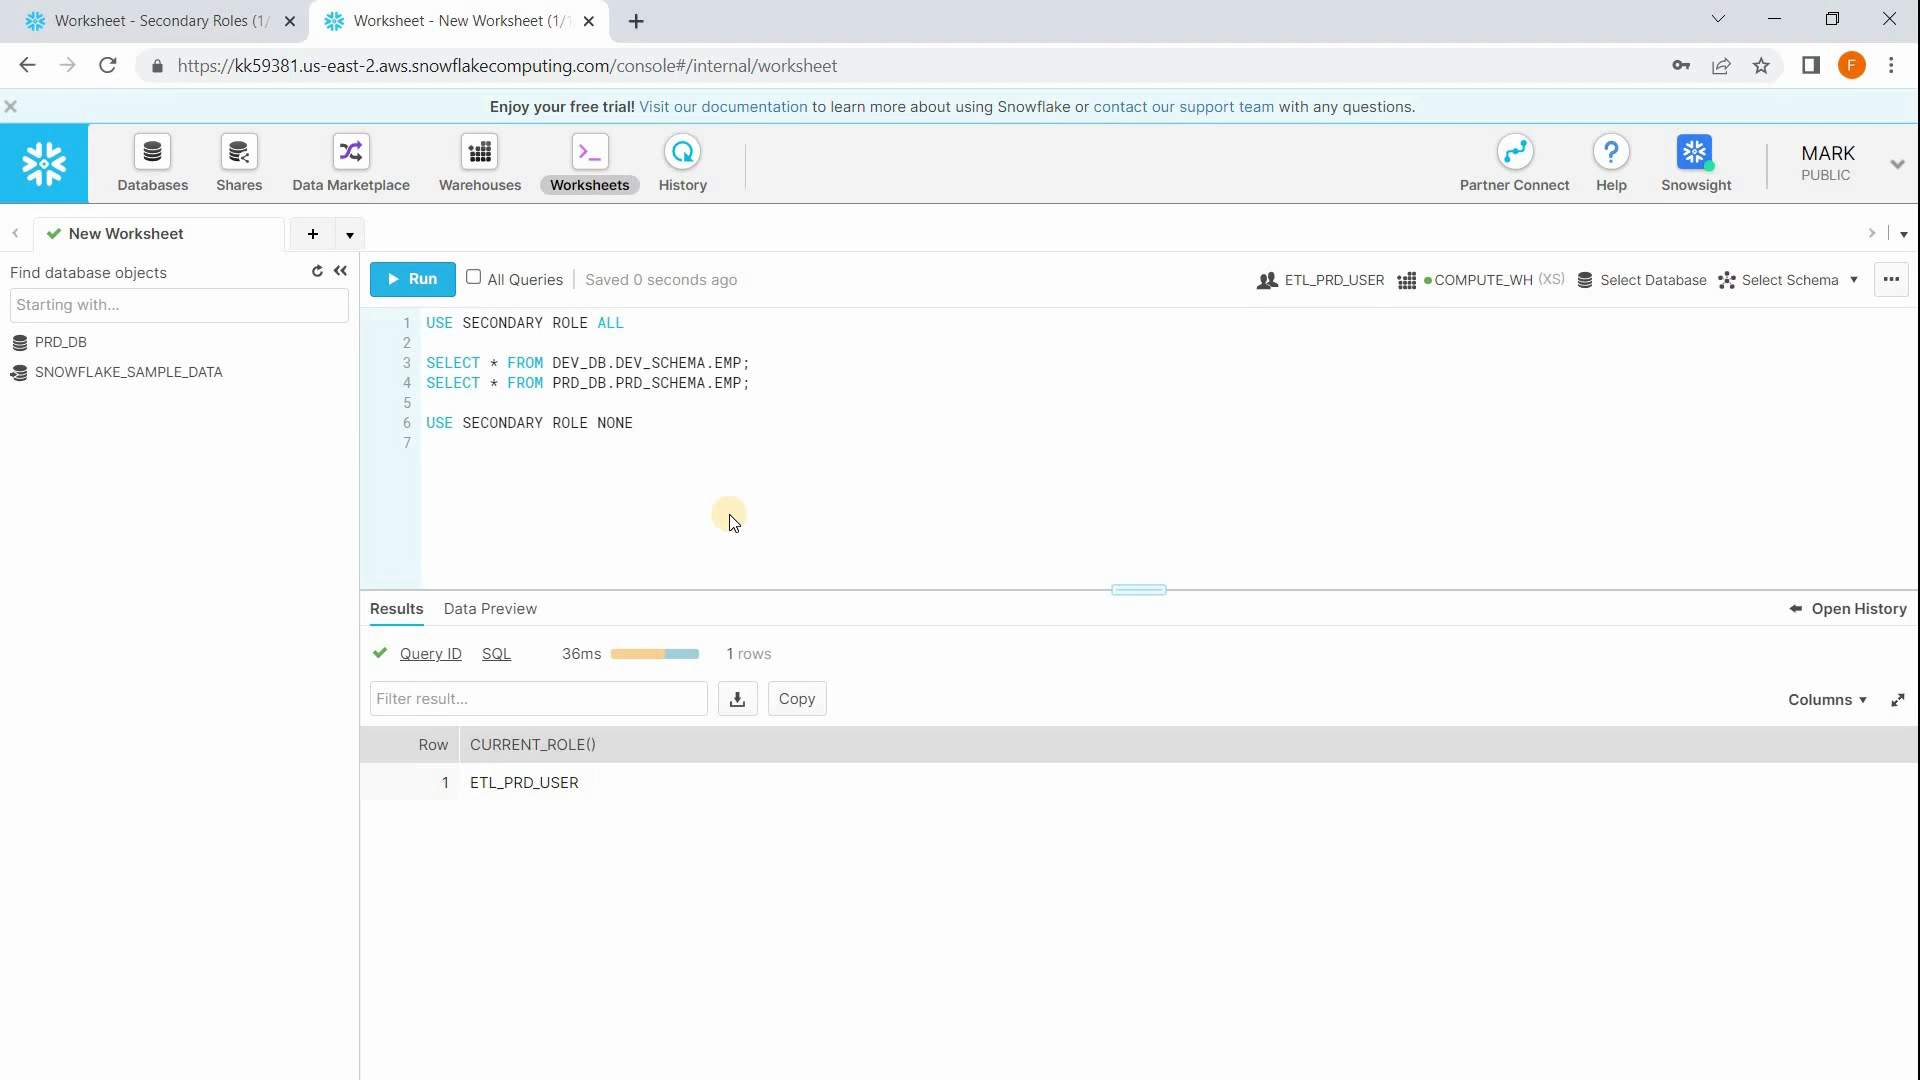 Worksheet - Secondary Roles (1/
Worksheet - New Worksheet (1/1
https://kk59381.us-east-2.aws.snowflakecomputing.com/console#/internal/worksheet
F
Enjoy your free trial! Visit our documentation to learn more about using Snowflake or contact our support team with any questions.
Databases
Shares
Data Marketplace
Warehouses
Worksheets
History
Partner Connect
Help
Snowsight
MARK
PUBLIC
New Worksheet
Find database objects
Starting with...
PRD_DB
SNOWFLAKE_SAMPLE_DATA
Run
All Queries
Saved 0 seconds ago
ETL_PRD_USER
COMPUTE_WH (XS)
Select Database
Select Schema
1 USE SECONDARY ROLE ALL
2
3 SELECT * FROM DEV_DB.DEV_SCHEMA.EMP;
4 SELECT * FROM PRD_DB.PRD_SCHEMA.EMP;
5
6 USE SECONDARY ROLE NONE
7
Results
Data Preview
Open History
Query ID
SQL
36ms
1 rows
Filter result...
Copy
Columns
Row CURRENT_ROLE()
1 ETL_PRD_USER